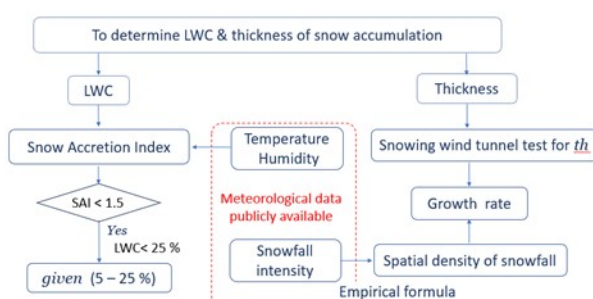 To determine LWC & thickness of snow accumulation
LWC
Thickness
Snow Accretion Index
Temperature
Humidity
Snowing wind tunnel test for th
Meteorological data
publicly available
SAI < 1.5
Growth rate
Yes
LWC< 25 %
Snowfall
intensity
Spatial density of snowfall
given (5 – 25 %)
Empirical formula